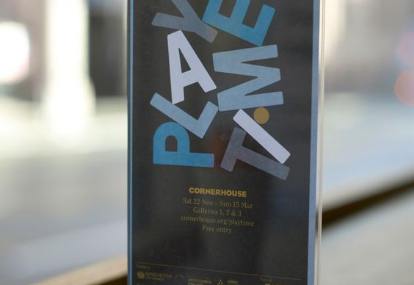 PLAY
TIME
CORNERHOUSE
Sat 22 Nov – Sun 15 Mar
Galleries 1, 2 & 3
cornerhouse.org/playtime
Free entry